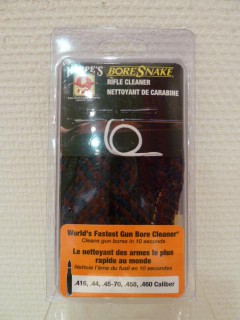 BORESNAKE
RIFLE CLEANER
NETTOYANT DE CARABINE
World's Fastest Gun Bore Cleaner
Cleans gun bores in 10 seconds
Le nettoyant des armes le plus
rapide au monde
Nettoie l'âme du fusil en 10 secondes
.416, .44, .45-70, .458, .460 Caliber